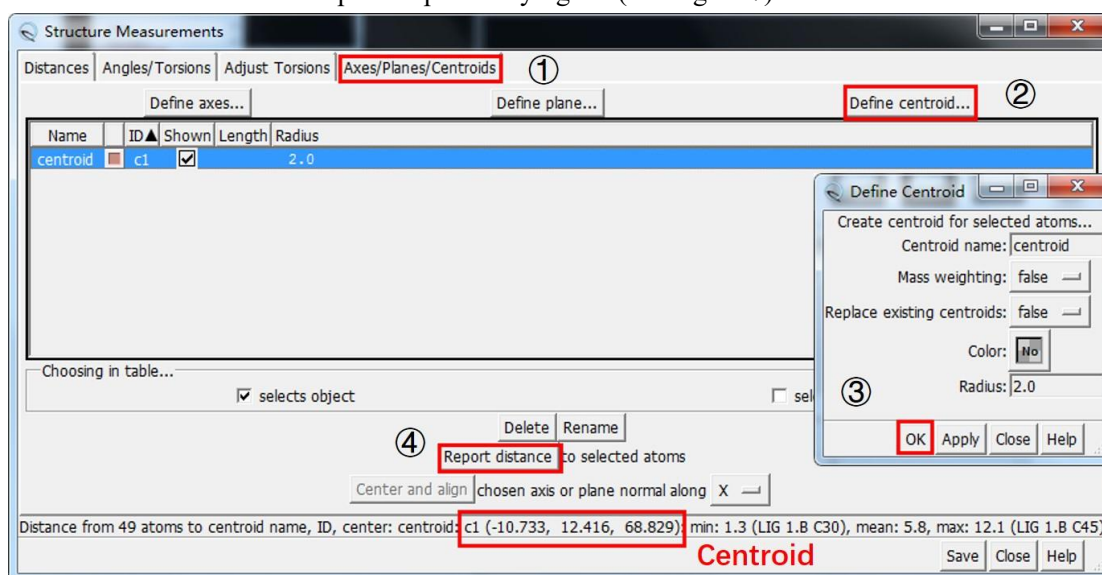 Structure Measurements
Distances Angles/Torsions Adjust Torsions Axes/Planes/Centroids ①
Define axes... Define plane... Define centroid... ②
Name ID▲ Shown Length Radius
centroid c1 2.0
Define Centroid
Create centroid for selected atoms...
Centroid name: centroid
Mass weighting: false
Replace existing centroids: false
Color: No
Radius: 2.0
③
OK Apply Close Help
Choosing in table...
selects object sel
Delete Rename
④ Report distance to selected atoms
Center and align chosen axis or plane normal along X
Distance from 49 atoms to centroid name, ID, center: centroid: c1 (-10.733, 12.416, 68.829); min: 1.3 (LIG 1.B C30), mean: 5.8, max: 12.1 (LIG 1.B C45)
Centroid
Save Close Help